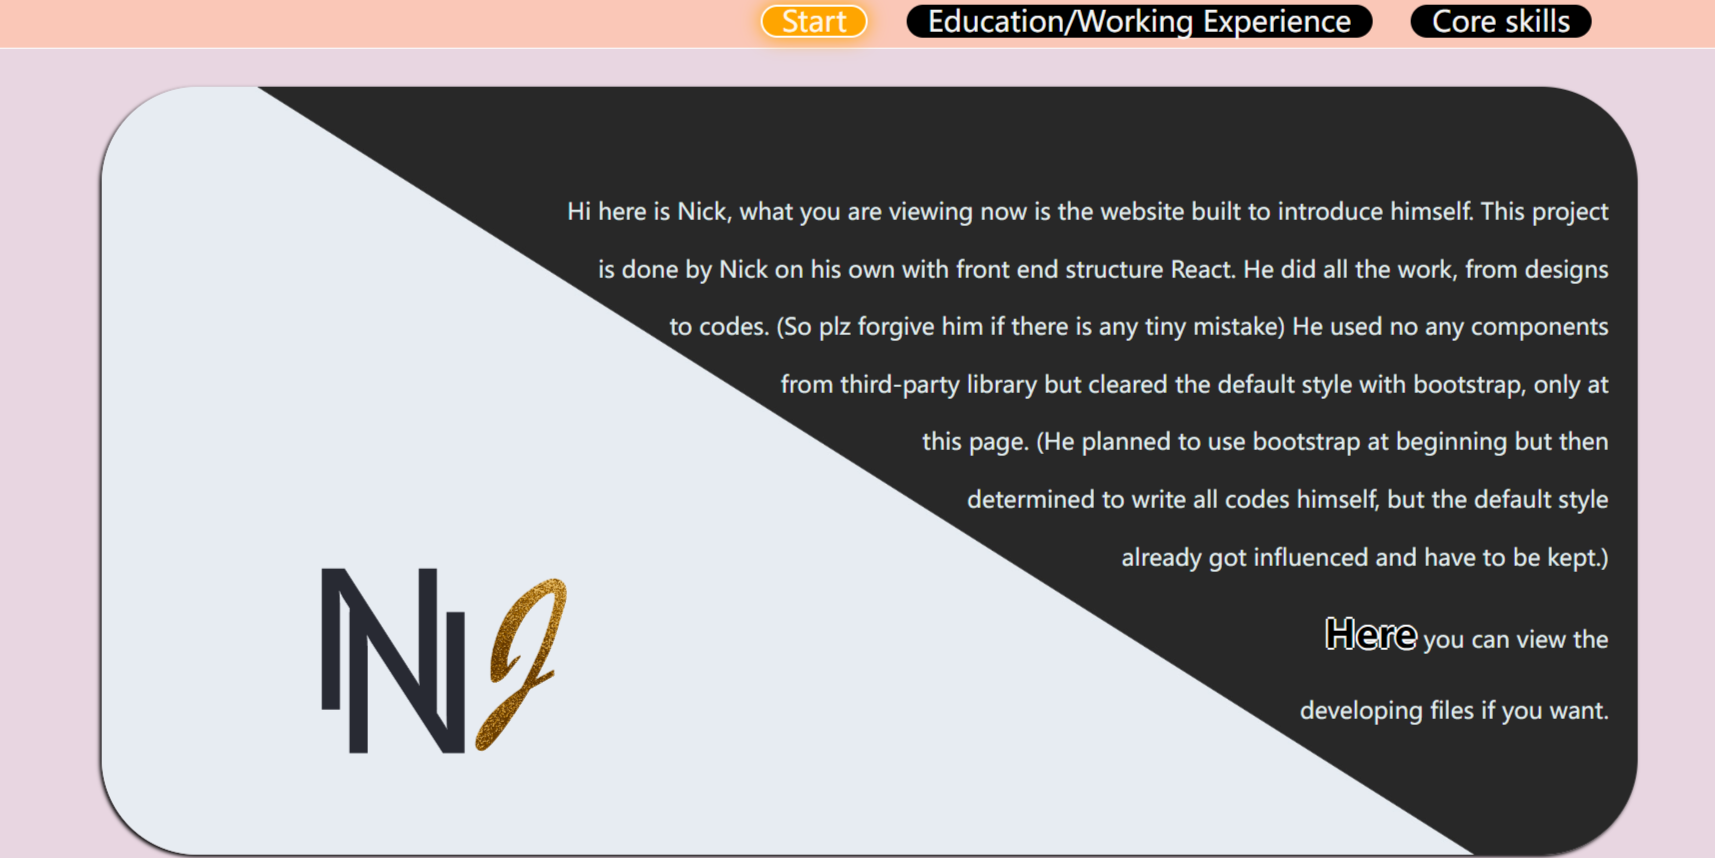 Start Education/Working Experience Core skills
Hi here is Nick, what you are viewing now is the website built to introduce himself. This project
is done by Nick on his own with front end structure React. He did all the work, from designs
to codes. (So plz forgive him if there is any tiny mistake) He used no any components
from third-party library but cleared the default style with bootstrap, only at
this page. (He planned to use bootstrap at beginning but then
determined to write all codes himself, but the default style
already got influenced and have to be kept.)
Here you can view the
developing files if you want.
NJ